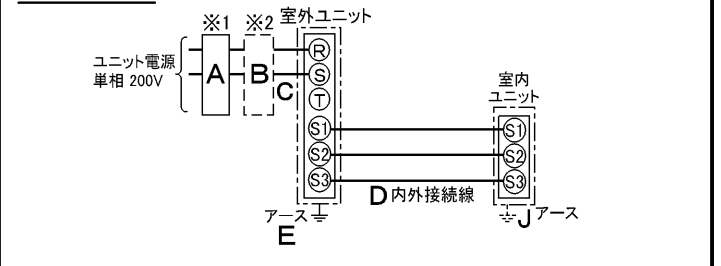 ※1 ※2 室外ユニット
ユニット電源
単相 200V
A
B
C
R
S
T
S1
S2
S3
室内
ユニット
S1
S2
S3
D 内外接続線
アース
E
J アース